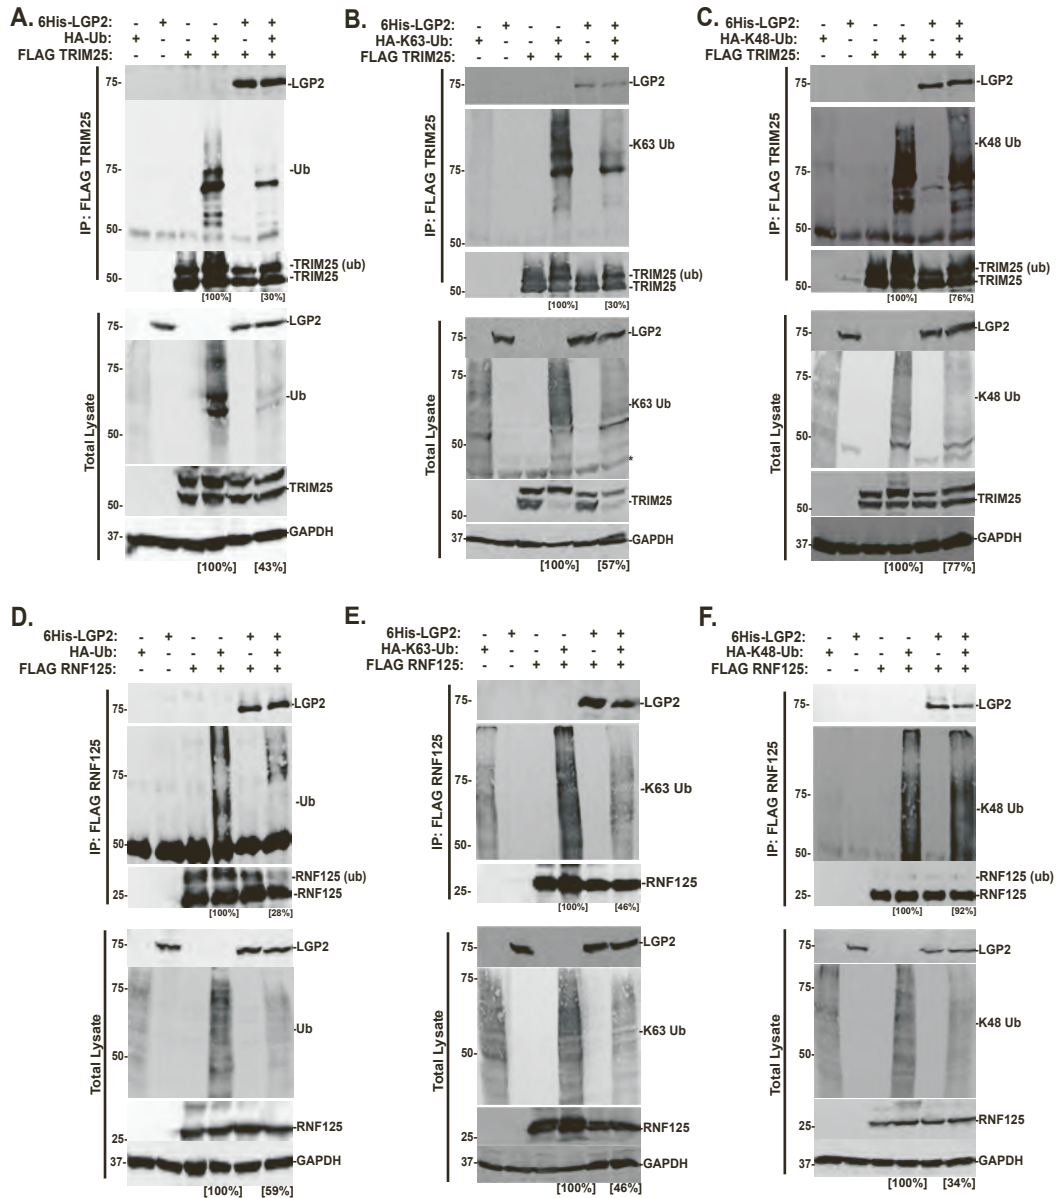 A.
6His-LGP2: - + - - + +
HA-Ub: + - - + - +
FLAG TRIM25: - - + + + +
IP: FLAG TRIM25
75- -LGP2
75- -Ub
50-
-TRIM25 (ub)
50- -TRIM25
[100%] [30%]
Total Lysate
75- -LGP2
75-
-Ub
50-
-TRIM25
50-
37- -GAPDH
[100%] [43%]
B.
6His-LGP2: - + - - + +
HA-K63-Ub: + - - + - +
FLAG TRIM25: - - + + + +
IP: FLAG TRIM25
75- -LGP2
-K63 Ub
75-
50-
-TRIM25 (ub)
50- -TRIM25
[100%] [30%]
Total Lysate
75- -LGP2
75-
-K63 Ub
50-
*
-TRIM25
50-
37- -GAPDH
[100%] [57%]
C.
6His-LGP2: - + - - + +
HA-K48-Ub: + - - + - +
FLAG TRIM25: - - + + + +
IP: FLAG TRIM25
75- -LGP2
-K48 Ub
75-
50-
-TRIM25 (ub)
50- -TRIM25
[100%] [76%]
Total Lysate
75- -LGP2
75-
-K48 Ub
50-
-TRIM25
50-
37- -GAPDH
[100%] [77%]
D.
6His-LGP2: - + - - + +
HA-Ub: + - - + - +
FLAG RNF125: - - + + + +
IP: FLAG RNF125
75- -LGP2
75-
-Ub
50-
-RNF125 (ub)
25- -RNF125
[100%] [28%]
Total Lysate
75- -LGP2
75-
-Ub
50-
-RNF125
25-
37- -GAPDH
[100%] [59%]
E.
6His-LGP2: - + - - + +
HA-K63-Ub: + - - + - +
FLAG RNF125: - - + + + +
IP: FLAG RNF125
75- -LGP2
75-
-K63 Ub
50-
-RNF125
25-
[100%] [46%]
Total Lysate
75- -LGP2
75-
-K63 Ub
50-
-RNF125
25-
37- -GAPDH
[100%] [46%]
F.
6His-LGP2: - + - - + +
HA-K48-Ub: + - - + - +
FLAG RNF125: - - + + + +
IP: FLAG RNF125
75- -LGP2
75-
-K48 Ub
50-
-RNF125 (ub)
25- -RNF125
[100%] [92%]
Total Lysate
75- -LGP2
75-
-K48 Ub
50-
-RNF125
25-
37- -GAPDH
[100%] [34%]